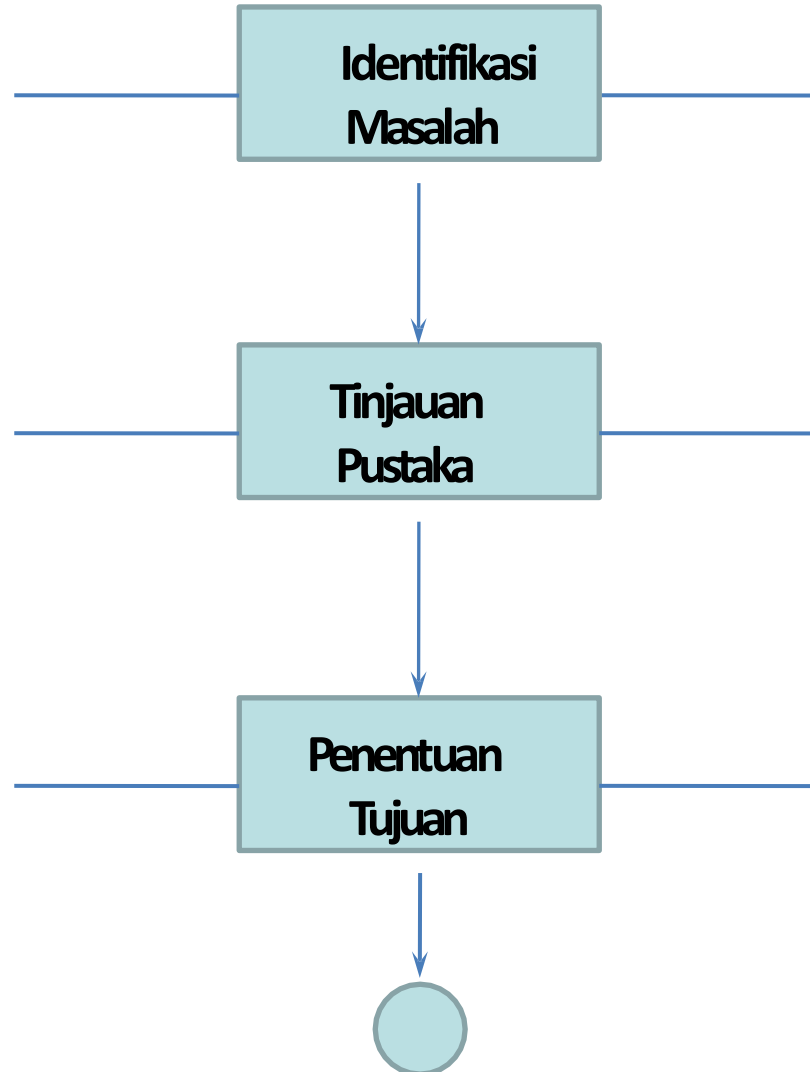 Identifikasi
Masalah
Tinjauan
Pustaka
Penentuan
Tujuan